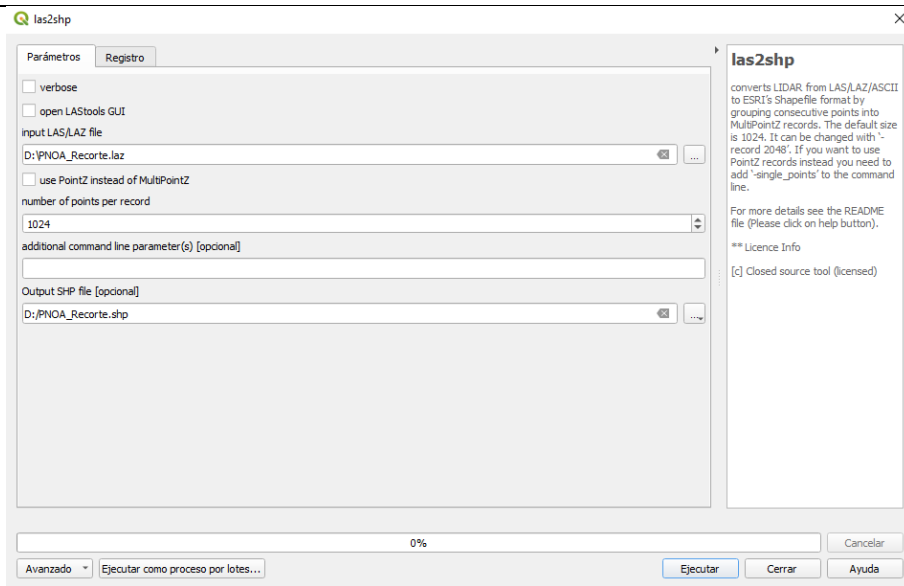 las2shp
Parámetros
Registro
verbose
open LAStools GUI
input LAS/LAZ file
D:\PNOA_Recorte.laz
...
use PointZ instead of MultiPointZ
number of points per record
1024
additional command line parameter(s) [opcional]
Output SHP file [opcional]
D:/PNOA_Recorte.shp
...
las2shp
converts LIDAR from LAS/LAZ/ASCII
to ESRI's Shapefile format by
grouping consecutive points into
MultiPointZ records. The default size
is 1024. It can be changed with '-
record 2048'. If you want to use
PointZ records instead you need to
add '-single_points' to the command
line.
For more details see the README
file (Please click on help button).
** Licence Info
[c] Closed source tool (licensed)
0%
Cancelar
Avanzado
Ejecutar como proceso por lotes...
Ejecutar
Cerrar
Ayuda